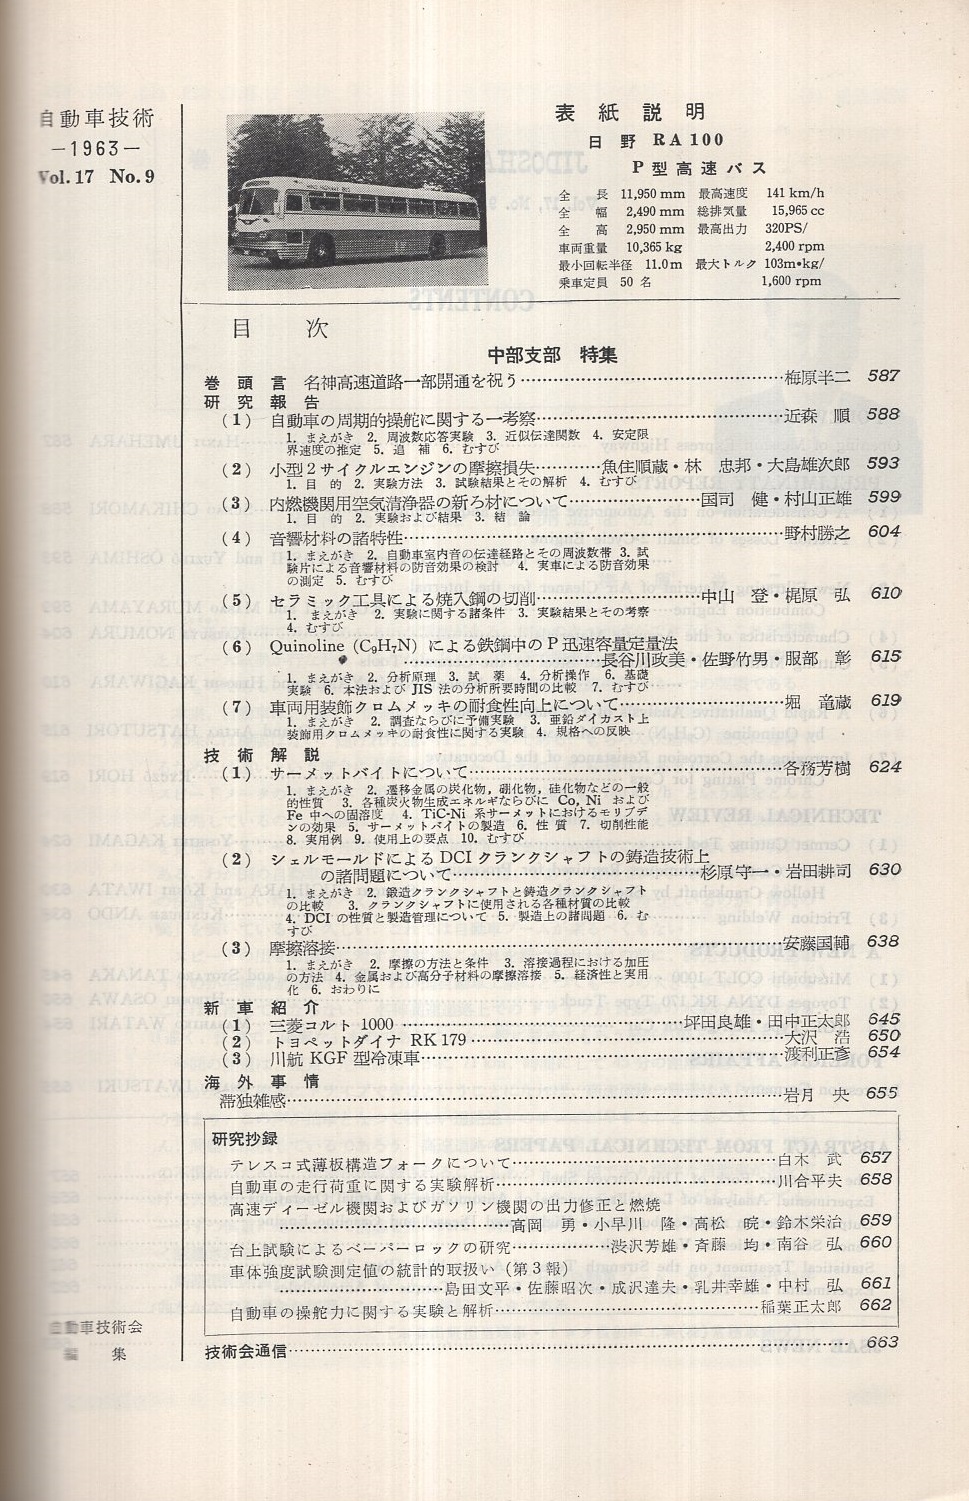 自動車技術
—1963—
Vol. 17 No. 9
表紙説明
日野 RA100
P型高速バス
全長 11,950 mm 最高速度 141 km/h
全幅 2,490 mm 総排気量 15,965 cc
全高 2,950 mm 最高出力 320PS/
車両重量 10,365 kg 2,400 rpm
最小回転半径 11.0 m 最大トルク 103m•kg/
乗車定員 50 名 1,600 rpm
目次
中部支部 特集
巻頭言 名神高速道路一部開通を祝う……梅原半二 587
研究報告
(1) 自動車の周期的操舵に関する一考察……近森 順 588
1. まえがき 2. 周波数応答実験 3. 近似伝達関数 4. 安定限
界速度の推定 5. 追補 6. むすび
(2) 小型2サイクルエンジンの摩擦損失……魚住順蔵・林 忠邦・大島雄次郎 593
1. 目的 2. 実験方法 3. 試験結果とその解析 4. むすび
(3) 内燃機関用空気清浄器の新ろ材について……国司 健・村山正雄 599
1. 目的 2. 実験および結果 3. 結論
(4) 音響材料の諸特性……野村勝之 604
1. まえがき 2. 自動車室内音の伝達経路とその周波数帯 3. 試
験片による音響材料の防音効果の検討 4. 実車による防音効果
の測定 5. むすび
(5) セラミック工具による焼入鋼の切削……中山 登・梶原 弘 610
1. まえがき 2. 実験に関する諸条件 3. 実験結果とその考察
4. むすび
(6) Quinoline (C₉H₇N) による鉄鋼中のP迅速容量定量法
……長谷川政美・佐野竹男・服部 彰 615
1. まえがき 2. 分析原理 3. 試薬 4. 分析操作 5. 基礎
実験 6. 本法および JIS 法の分析所要時間の比較 7. むすび
(7) 車両用装飾クロムメッキの耐食性向上について……堀 竜蔵 619
1. まえがき 2. 調査ならびに予備実験 3. 亜鉛ダイカスト上
装飾用クロムメッキの耐食性に関する実験 4. 規格への反映
技術解説
(1) サーメットバイトについて……各務芳樹 624
1. まえがき 2. 遷移金属の炭化物, 硼化物, 硅化物などの一般
的性質 3. 各種炭火物生成エネルギならびに Co, Ni および
Fe 中への固溶度 4. TiC-Ni 系サーメットにおけるモリブデ
ンの効果 5. サーメットバイトの製造 6. 性質 7. 切削性能
8. 実用例 9. 使用上の要点 10. むすび
(2) シェルモールドによる DCI クランクシャフトの鋳造技術上
の諸問題について……杉原守一・岩田耕司 630
1. まえがき 2. 鍛造クランクシャフトと鋳造クランクシャフト
の比較 3. クランクシャフトに使用される各種材質の比較
4. DCI の性質と製造管理について 5. 製造上の諸問題 6. む
すび
(3) 摩擦溶接……安藤国輔 638
1. まえがき 2. 摩擦の方法と条件 3. 溶接過程における加圧
の方法 4. 金属および高分子材料の摩擦溶接 5. 経済性と実用
化 6. おわりに
新車紹介
(1) 三菱コルト 1000……坪田良雄・田中正太郎 645
(2) トヨペットダイナ RK 179……大沢 浩 650
(3) 川航 KGF 型冷凍車……渡利正彦 654
海外事情
滞独雑感……岩月 央 655
研究抄録
テレスコ式薄板構造フォークについて……白木 武 657
自動車の走行荷重に関する実験解析……川合平夫 658
高速ディーゼル機関およびガソリン機関の出力修正と燃焼
……高岡 勇・小早川 隆・高松 晥・鈴木栄治 659
台上試験によるベーパーロックの研究……渋沢芳雄・斉藤 均・南谷 弘 660
車体強度試験測定値の統計的取扱い(第3報)
……島田文平・佐藤昭次・成沢達夫・乳井幸雄・中村 弘 661
自動車の操舵力に関する実験と解析……稲葉正太郎 662
技術会通信……663
自動車技術会
編集